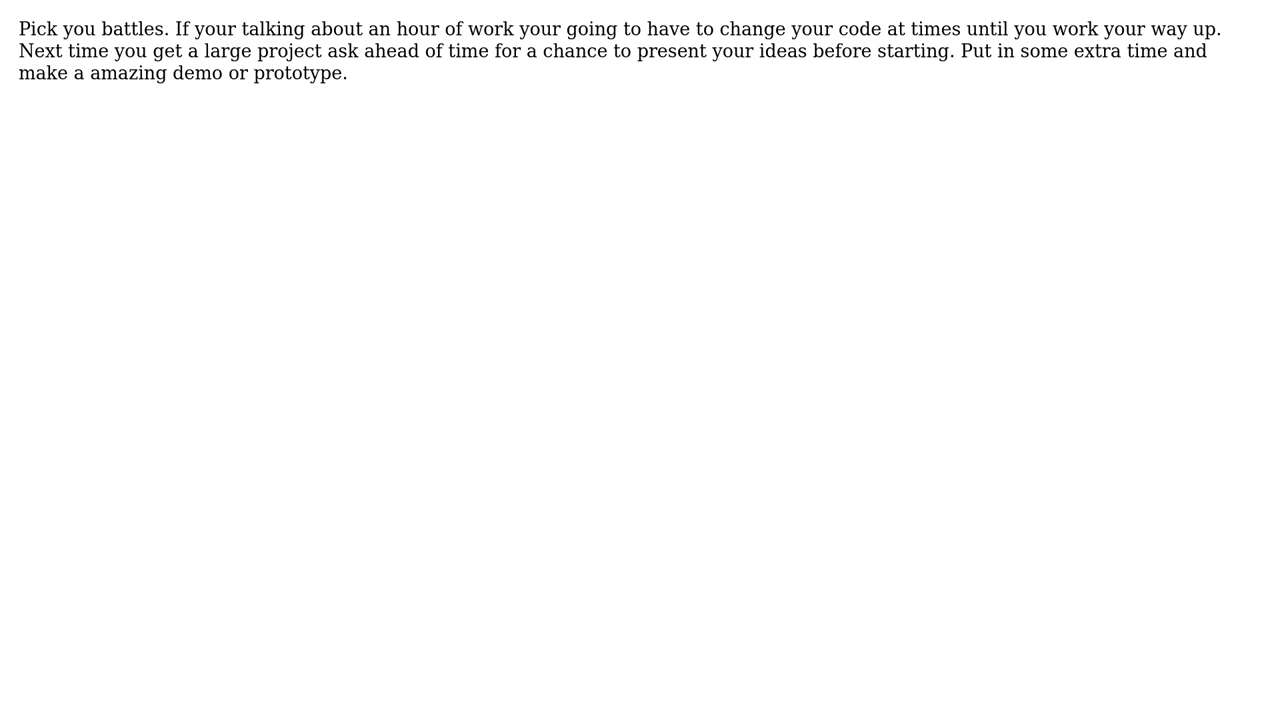 Pick you battles. If your talking about an hour of work your going to have to change your code at times until you work your way up.
Next time you get a large project ask ahead of time for a chance to present your ideas before starting. Put in some extra time and
make a amazing demo or prototype.